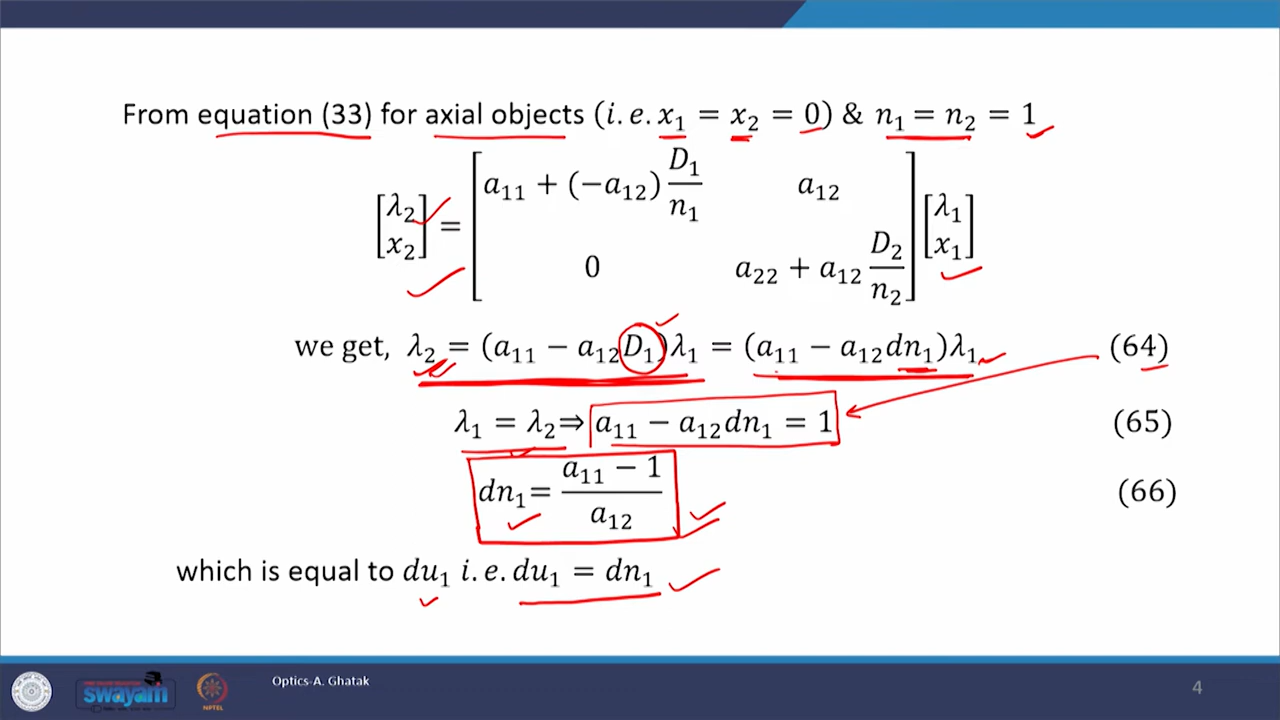 From equation (33) for axial objects (i.e. x₁ = x₂ = 0) & n₁ = n₂ = 1
[λ₂ x₂] = [a₁₁ + (−a₁₂) D₁/n₁  a₁₂  0  a₂₂ + a₁₂ D₂/n₂] [λ₁ x₁]
we get, λ₂ = (a₁₁ − a₁₂D₁)λ₁ = (a₁₁ − a₁₂dn₁)λ₁ (64)
λ₁ = λ₂ ⇒ a₁₁ − a₁₂dn₁ = 1 (65)
dn₁ = (a₁₁ − 1)/a₁₂ (66)
which is equal to du₁ i.e. du₁ = dn₁
Optics-A. Ghatak
swayam
NPTEL
4